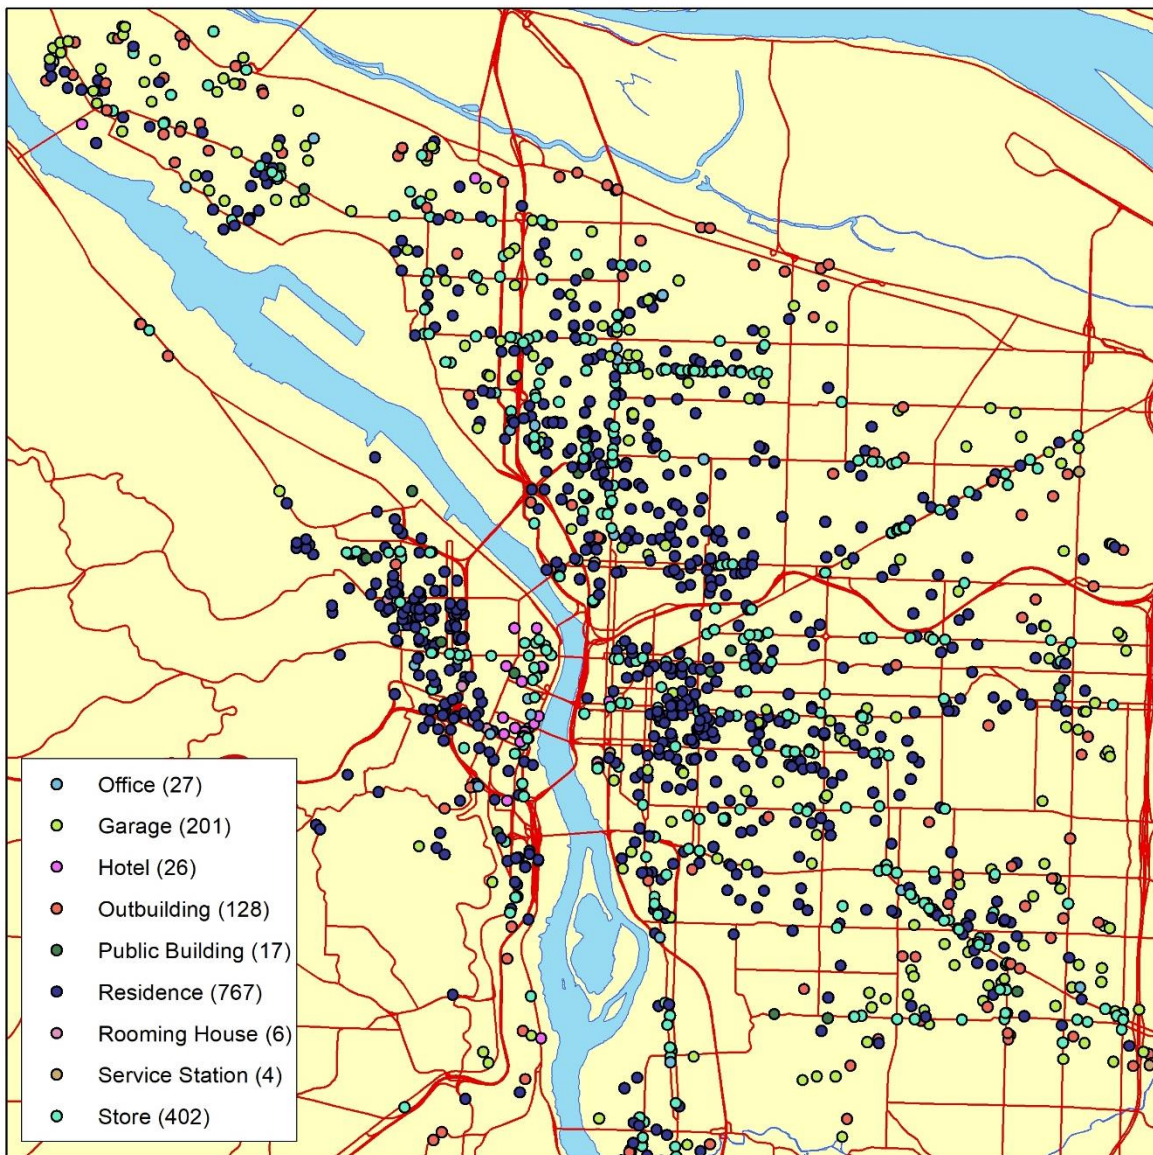 Office (27)
Garage (201)
Hotel (26)
Outbuilding (128)
Public Building (17)
Residence (767)
Rooming House (6)
Service Station (4)
Store (402)